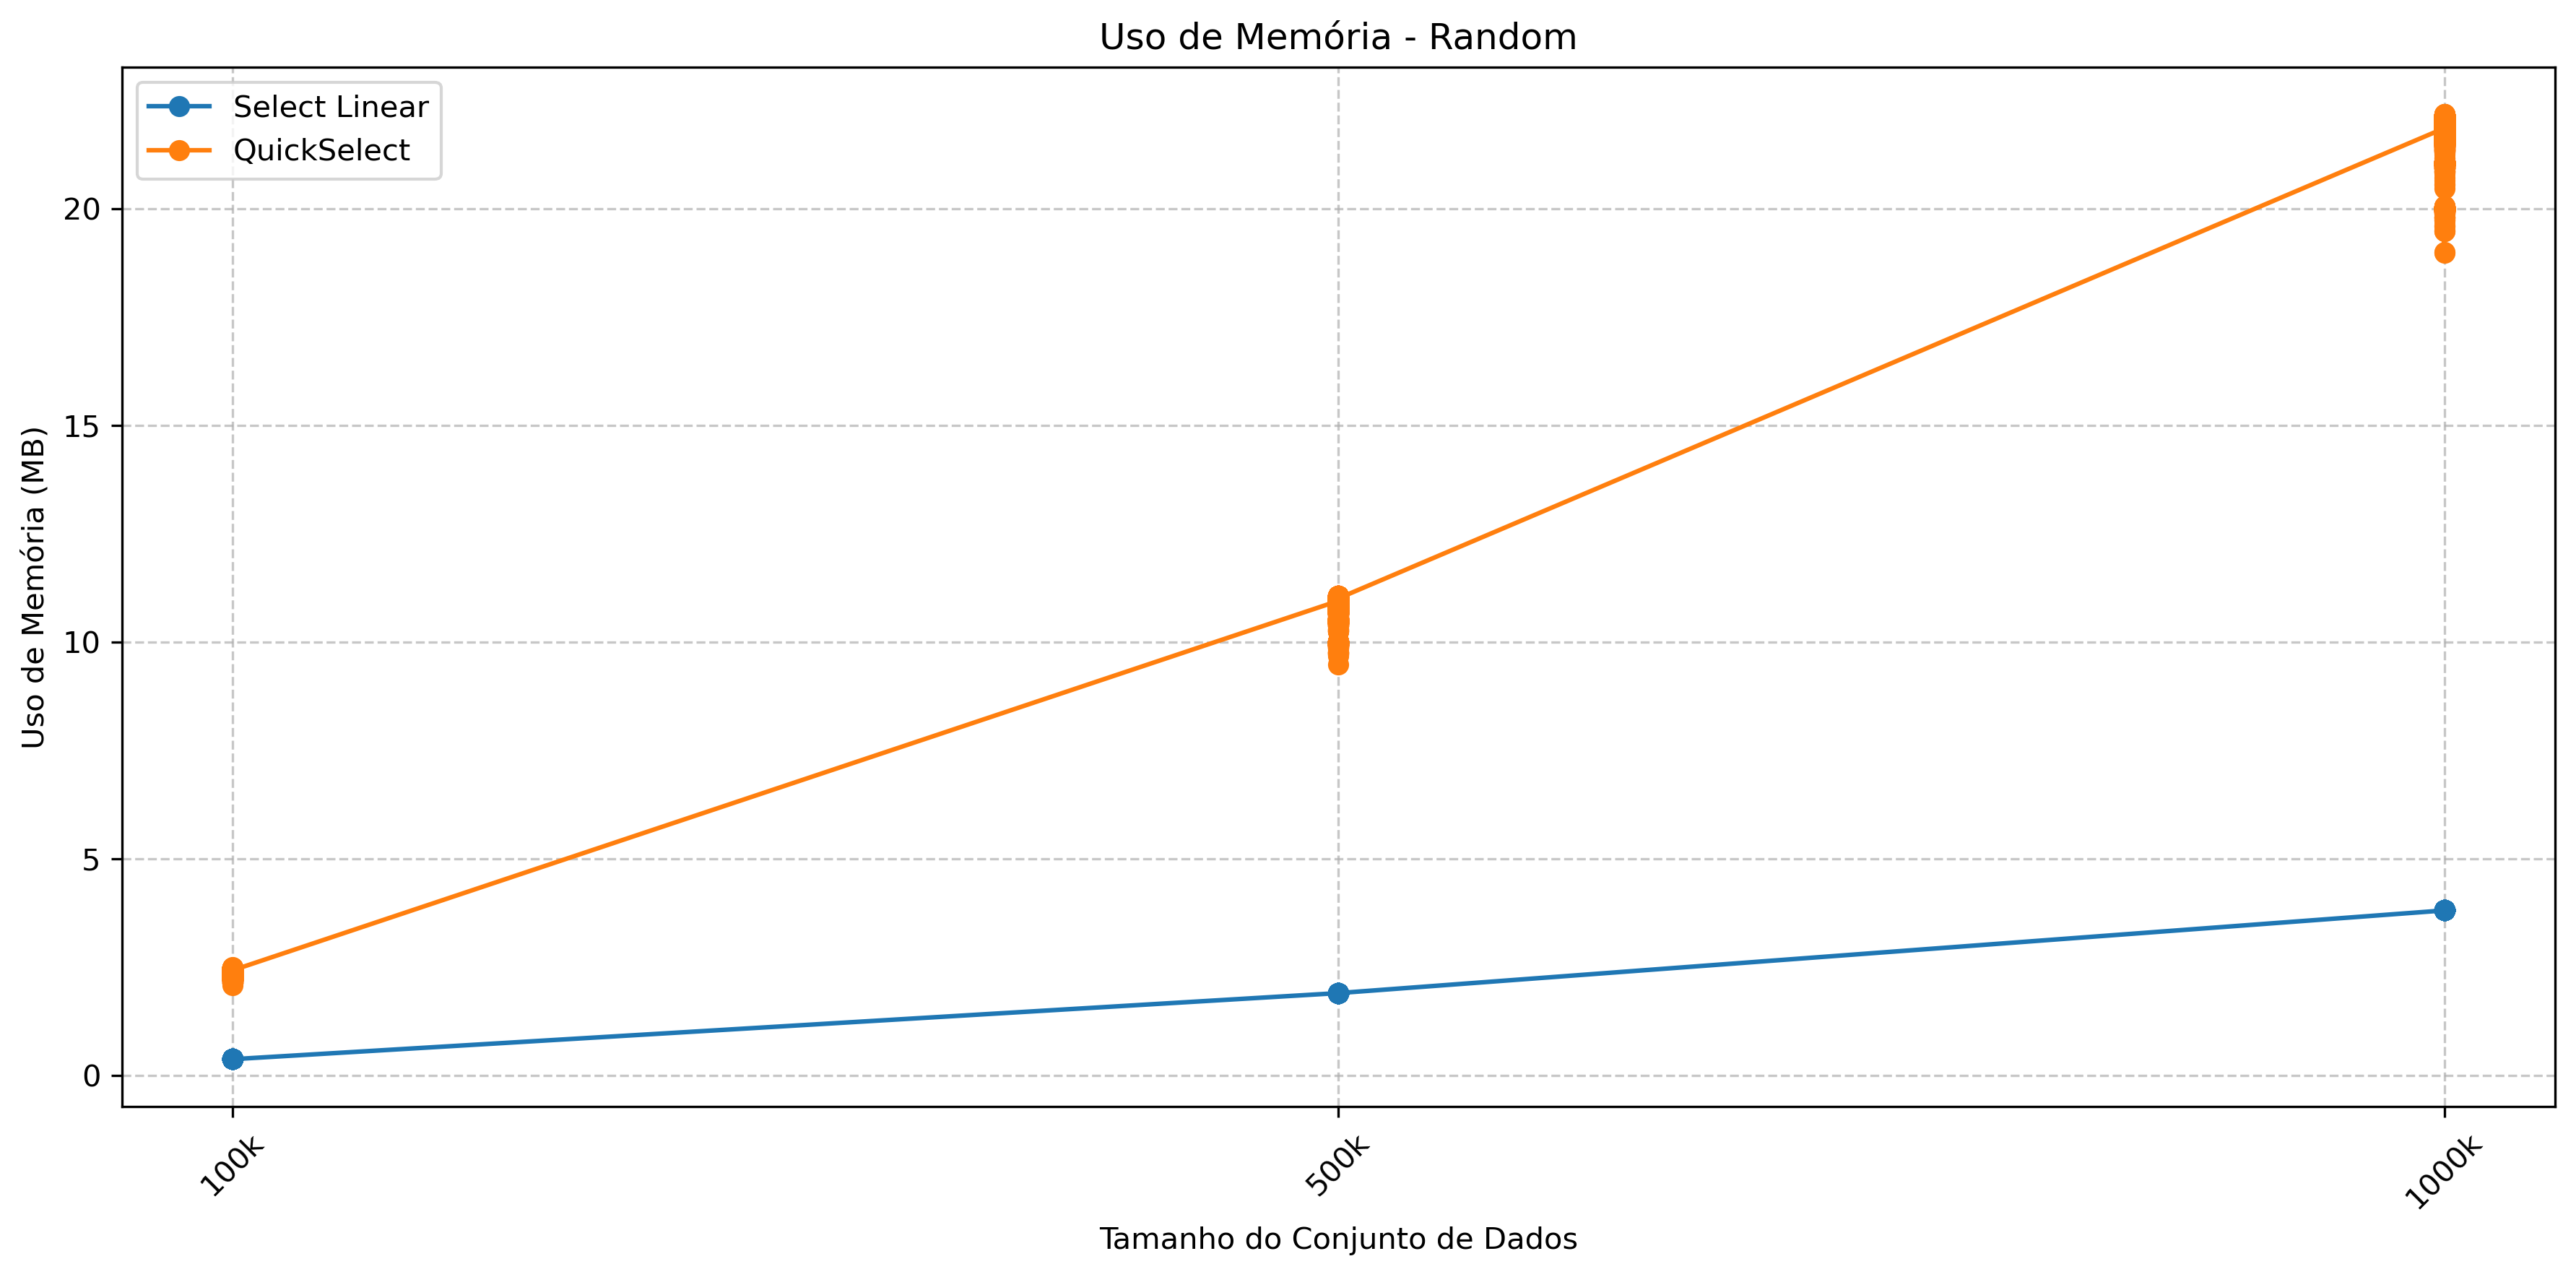 Uso de Memória - Random
Select Linear
QuickSelect
Uso de Memória (MB)
20
15
10
5
0
100k
500k
1000k
Tamanho do Conjunto de Dados